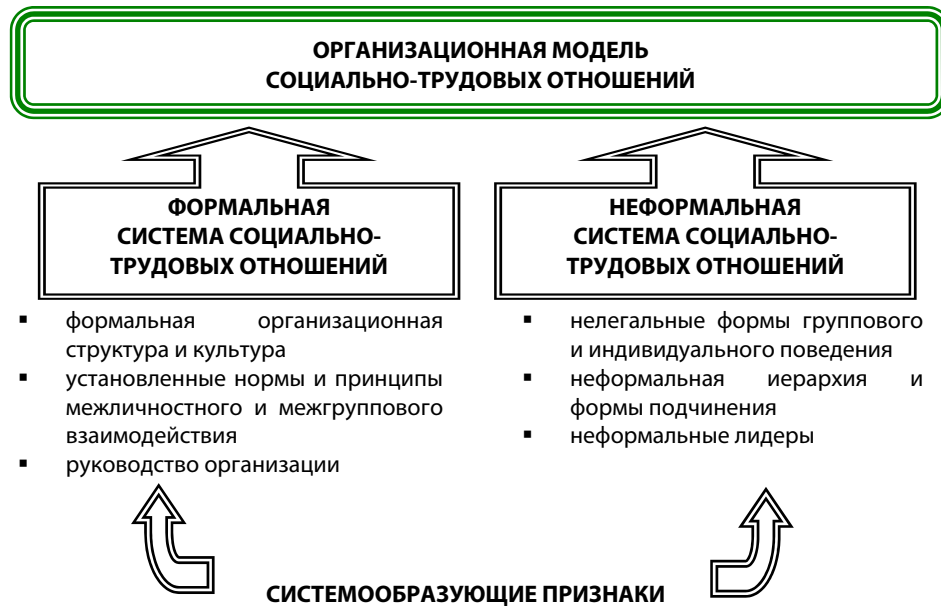 ОРГАНИЗАЦИОННАЯ МОДЕЛЬ
СОЦИАЛЬНО-ТРУДОВЫХ ОТНОШЕНИЙ
ФОРМАЛЬНАЯ
СИСТЕМА СОЦИАЛЬНО-
ТРУДОВЫХ ОТНОШЕНИЙ
▪ формальная организационная
структура и культура
▪ установленные нормы и принципы
межличностного и межгруппового
взаимодействия
▪ руководство организации
НЕФОРМАЛЬНАЯ
СИСТЕМА СОЦИАЛЬНО-
ТРУДОВЫХ ОТНОШЕНИЙ
▪ нелегальные формы группового
и индивидуального поведения
▪ неформальная иерархия и
формы подчинения
▪ неформальные лидеры
СИСТЕМООБРАЗУЮЩИЕ ПРИЗНАКИ